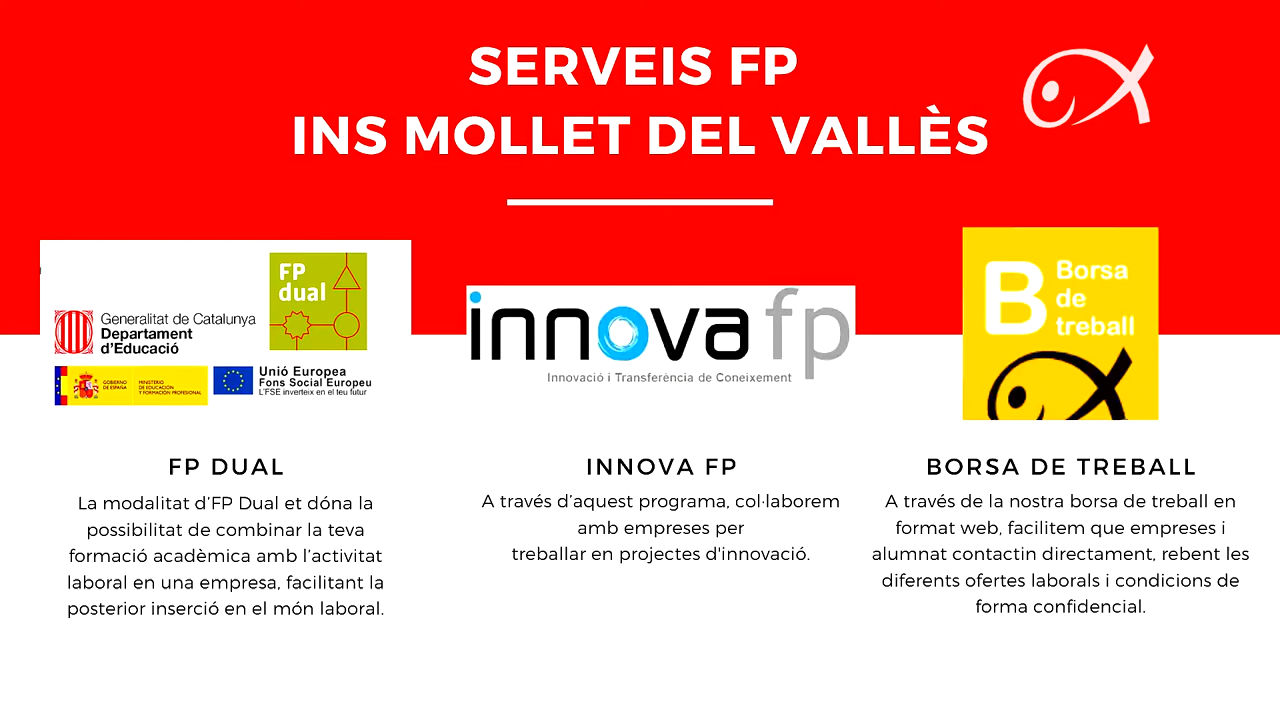 SERVEIS FP
INS MOLLET DEL VALLÈS
FP
dual
Generalitat de Catalunya
Departament
d'Educació
GOBIERNO
DE ESPAÑA
MINISTERIO
DE EDUCACIÓN
Y FORMACIÓN PROFESIONAL
Unió Europea
Fons Social Europeu
L'FSE inverteix en el teu futur
innova fp
Innovació i Transferència de Coneixement
B Borsa
de
treball
FP DUAL
La modalitat d'FP Dual et dóna la
possibilitat de combinar la teva
formació acadèmica amb l'activitat
laboral en una empresa, facilitant la
posterior inserció en el món laboral.
INNOVA FP
A través d'aquest programa, col·laborem
amb empreses per
treballar en projectes d'innovació.
BORSA DE TREBALL
A través de la nostra borsa de treball en
format web, facilitem que empreses i
alumnat contactin directament, rebent les
diferents ofertes laborals i condicions de
forma confidencial.